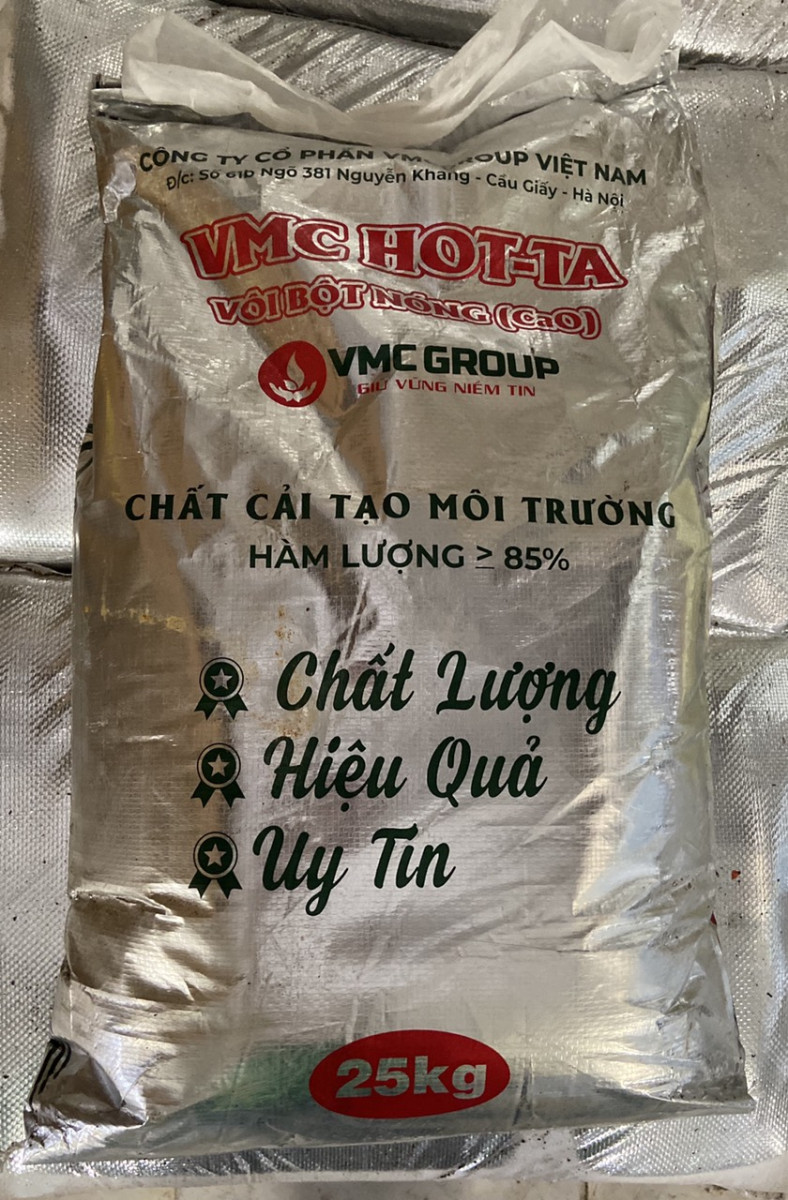 CÔNG TY CỔ PHẦN VMC GROUP VIỆT NAM
Đ/c: Số 61D Ngõ 381 Nguyễn Khang - Cầu Giấy - Hà Nội
VMC HOT-TA
VÔI BỘT NÓNG (CaO)
VMC GROUP
GIỮ VỮNG NIỀM TIN
CHẤT CẢI TẠO MÔI TRƯỜNG
HÀM LƯỢNG ≥ 85%
Chất Lượng
Hiệu Quả
Uy Tín
25kg